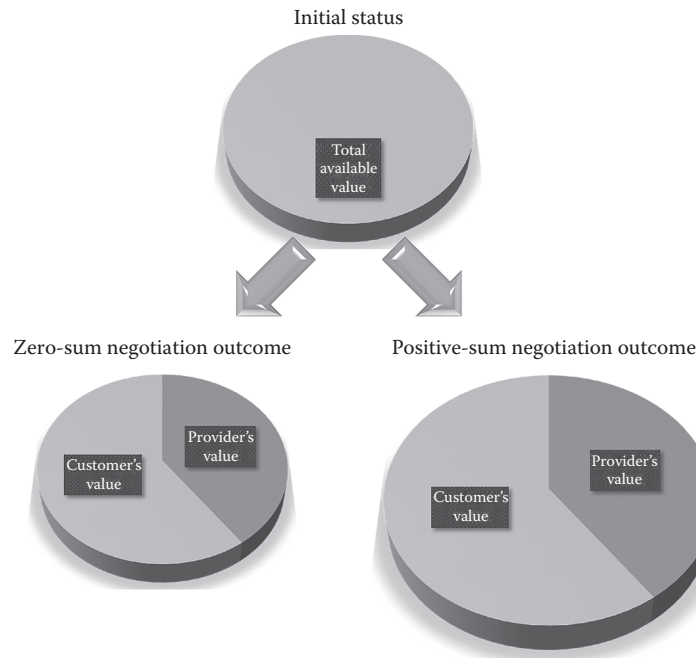 Initial status
Total
available
value
Zero-sum negotiation outcome
Positive-sum negotiation outcome
Customer's
value
Provider's
value
Customer's
value
Provider's
value